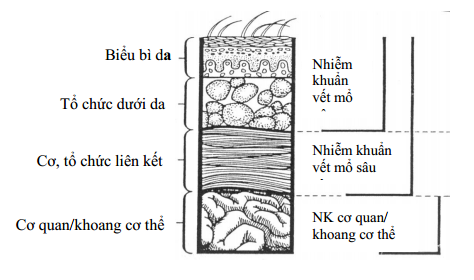 Biểu bì da
Tổ chức dưới da
Cơ, tổ chức liên kết
Cơ quan/khoang cơ thể
Nhiễm
khuẩn
vết mổ
Nhiễm khuẩn
vết mổ sâu
NK cơ quan/
khoang cơ thể